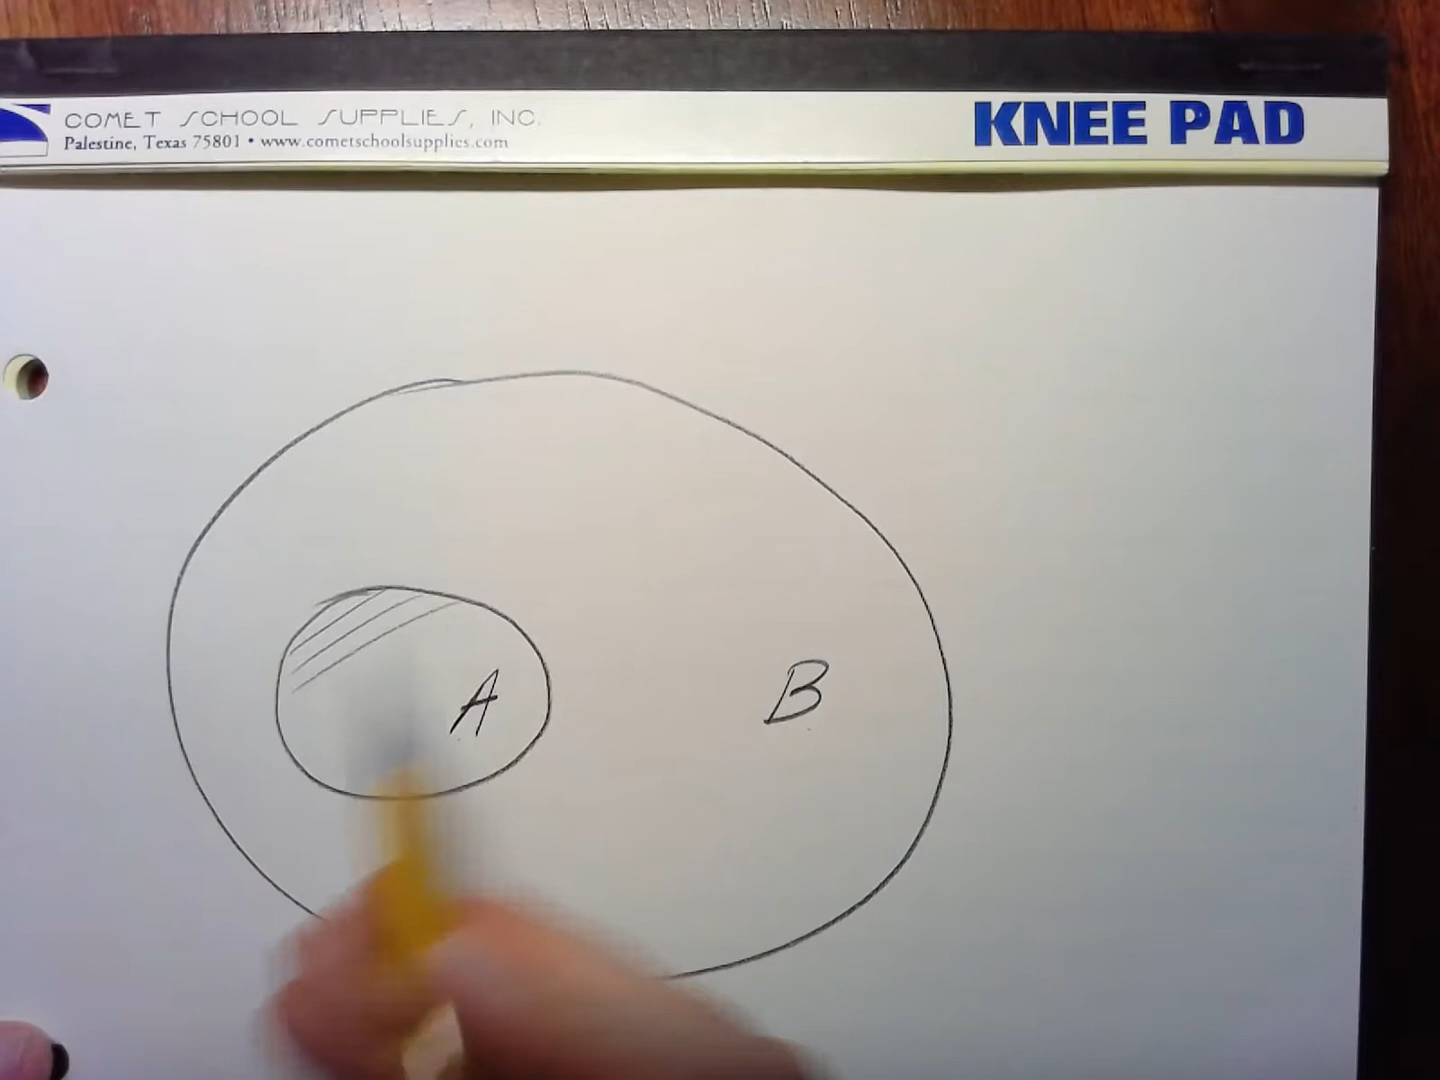 COMET SCHOOL SUPPLIES, INC.
Palestine, Texas 75801 • www.cometschoolsupplies.com
KNEE PAD
A
B